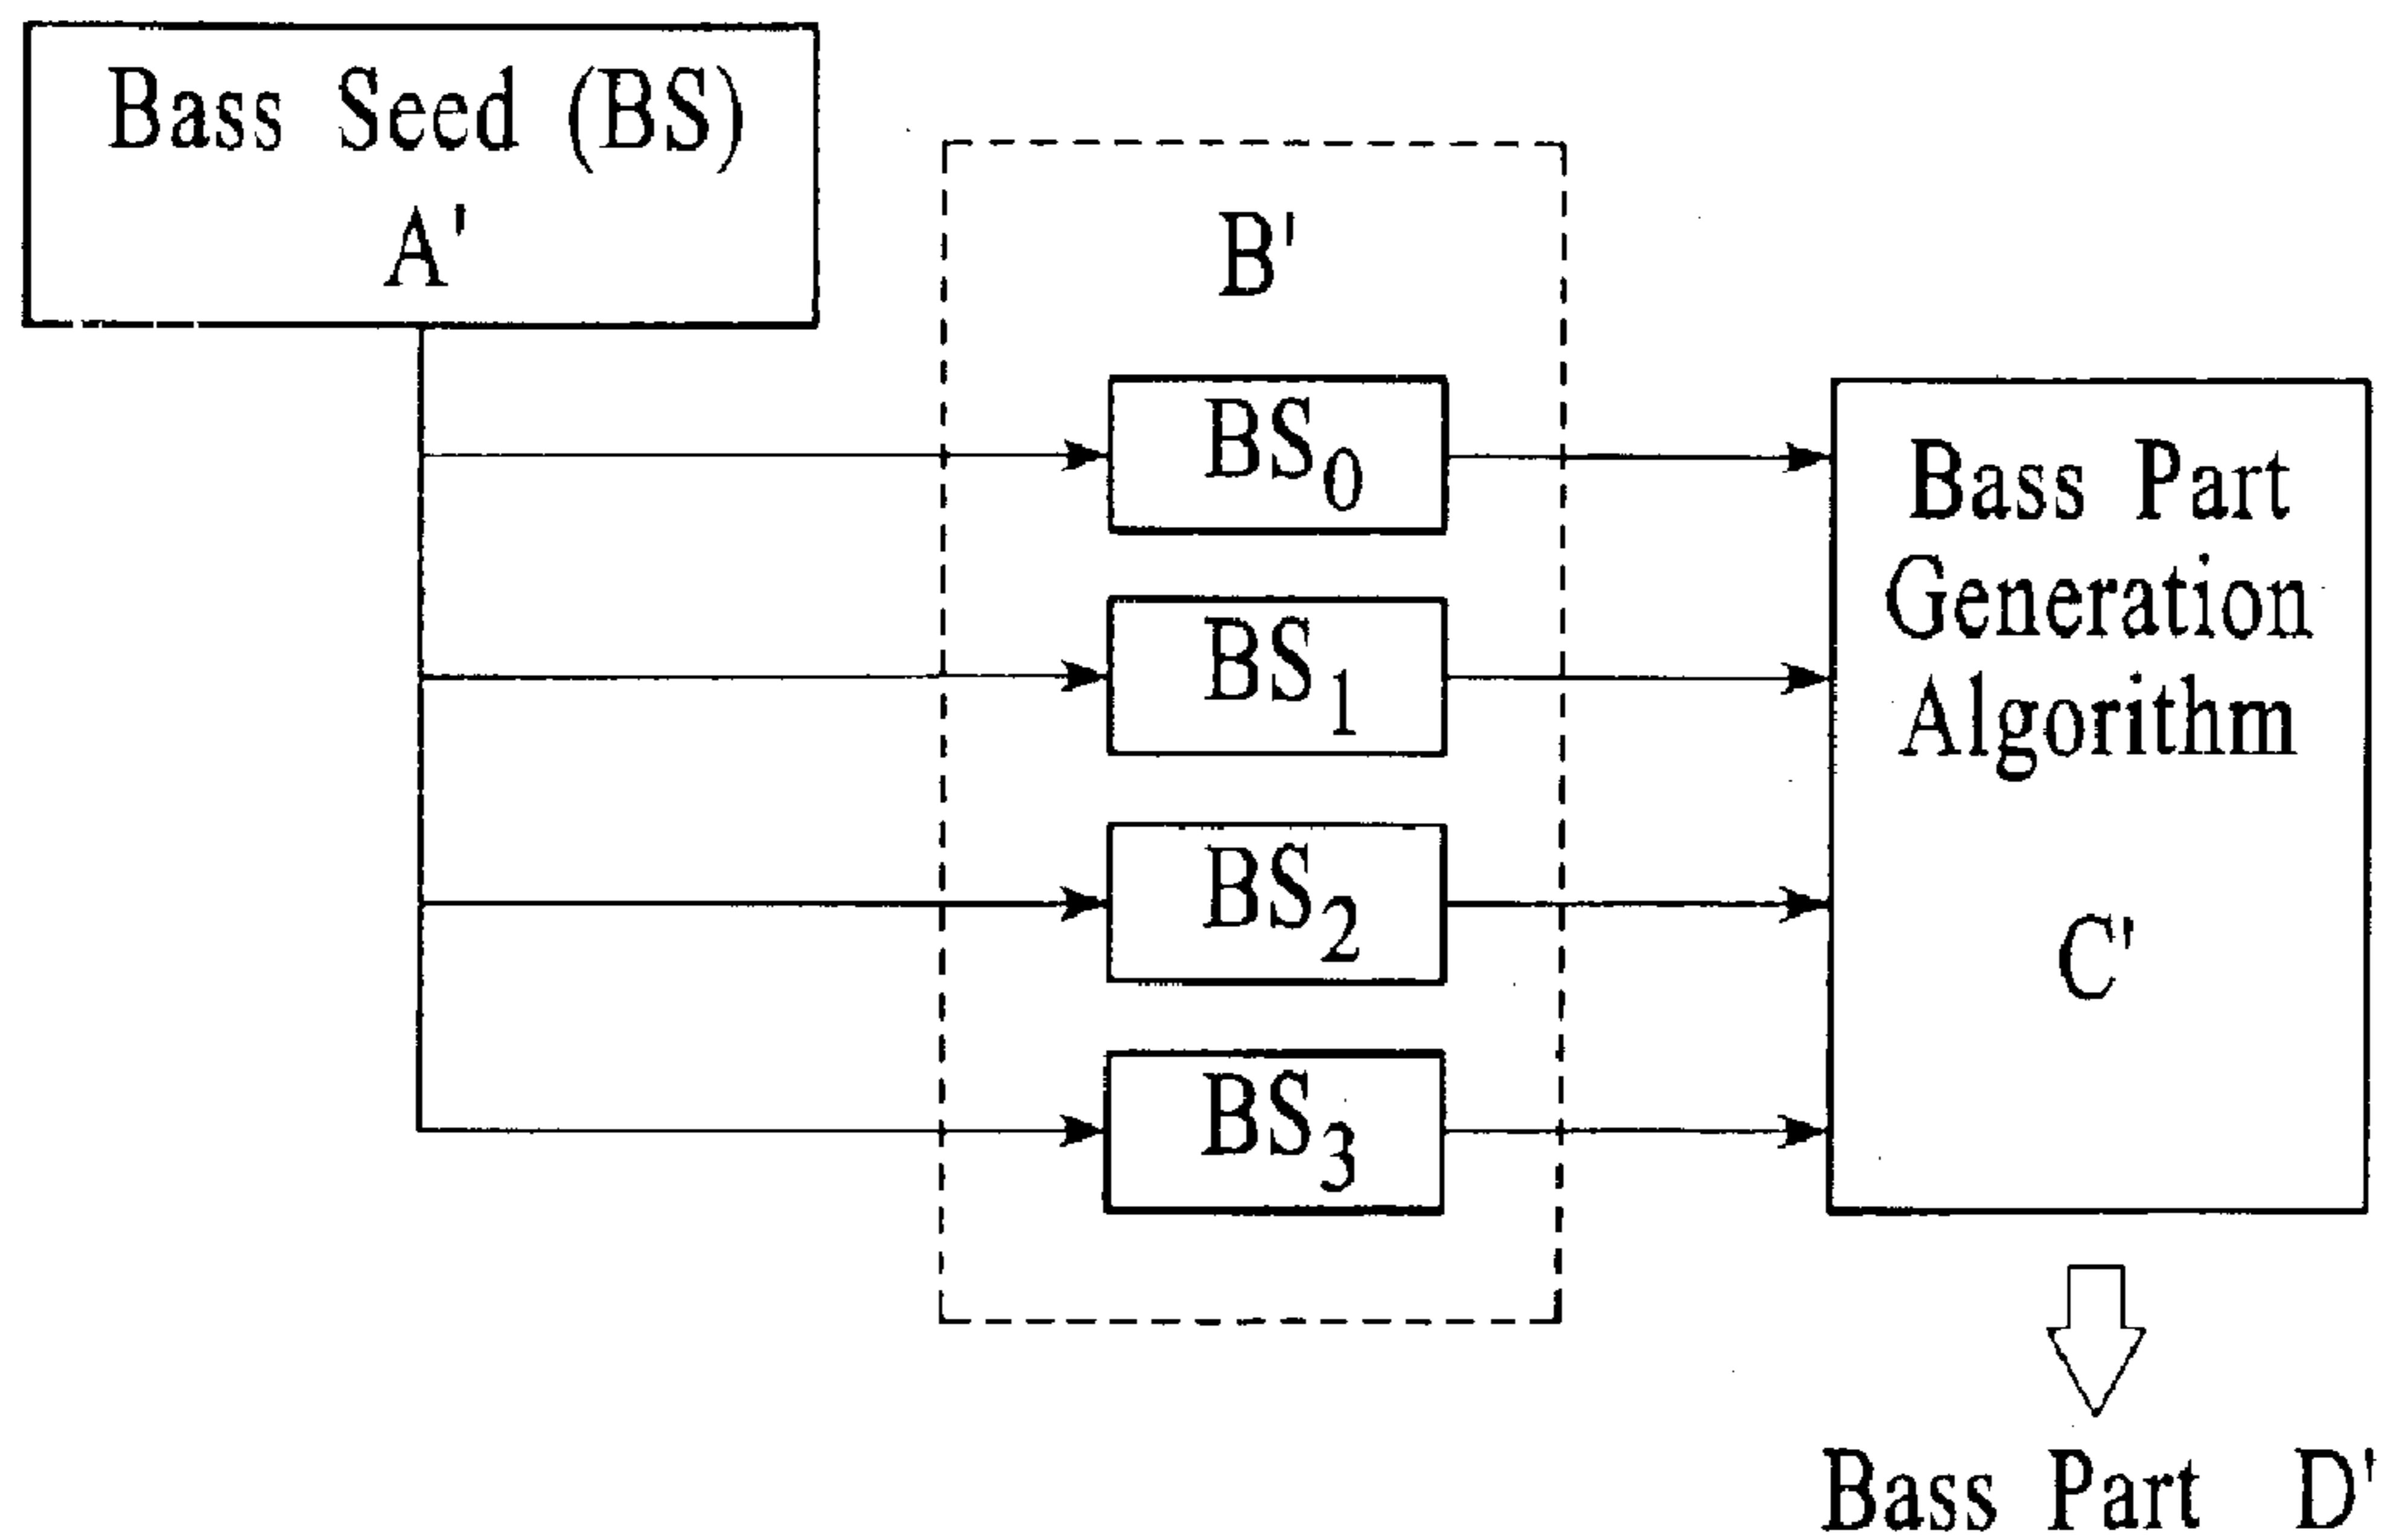 Bass Seed (BS)
A'
B'
BS0
BS1
BS2
BS3
Bass Part
Generation
Algorithm
C'
Bass Part D'